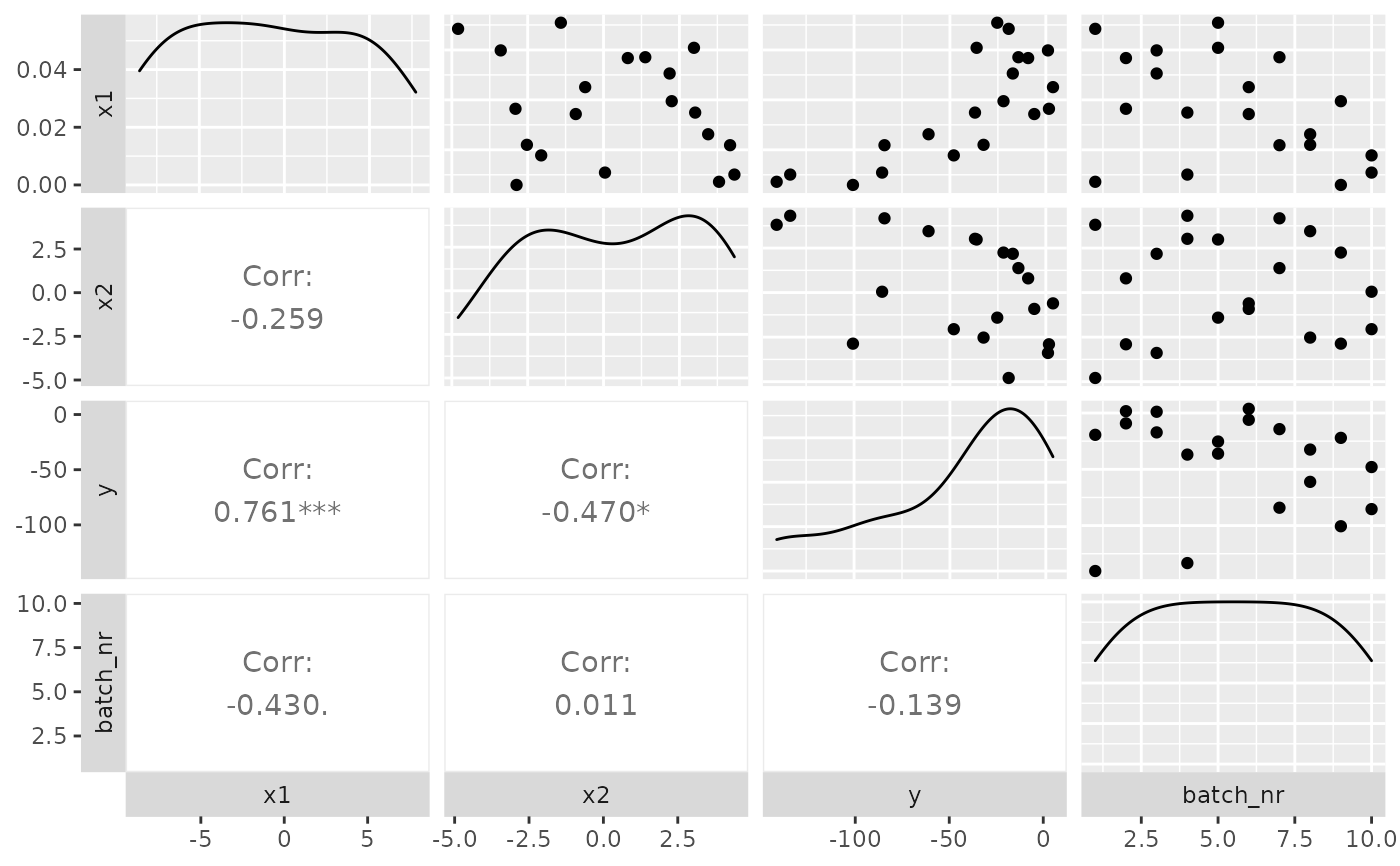 0.04
0.02
0.00
x1
2.5
0.0
-2.5
-5.0
x2
Corr:
-0.259
0
-50
-100
y
Corr:
0.761***
Corr:
-0.470*
10.0
7.5
5.0
2.5
batch_nr
Corr:
-0.430.
Corr:
0.011
Corr:
-0.139
x1 x2 y batch_nr
-5 0 5 -5.0 -2.5 0.0 2.5 -100 -50 0 2.5 5.0 7.5 10.0